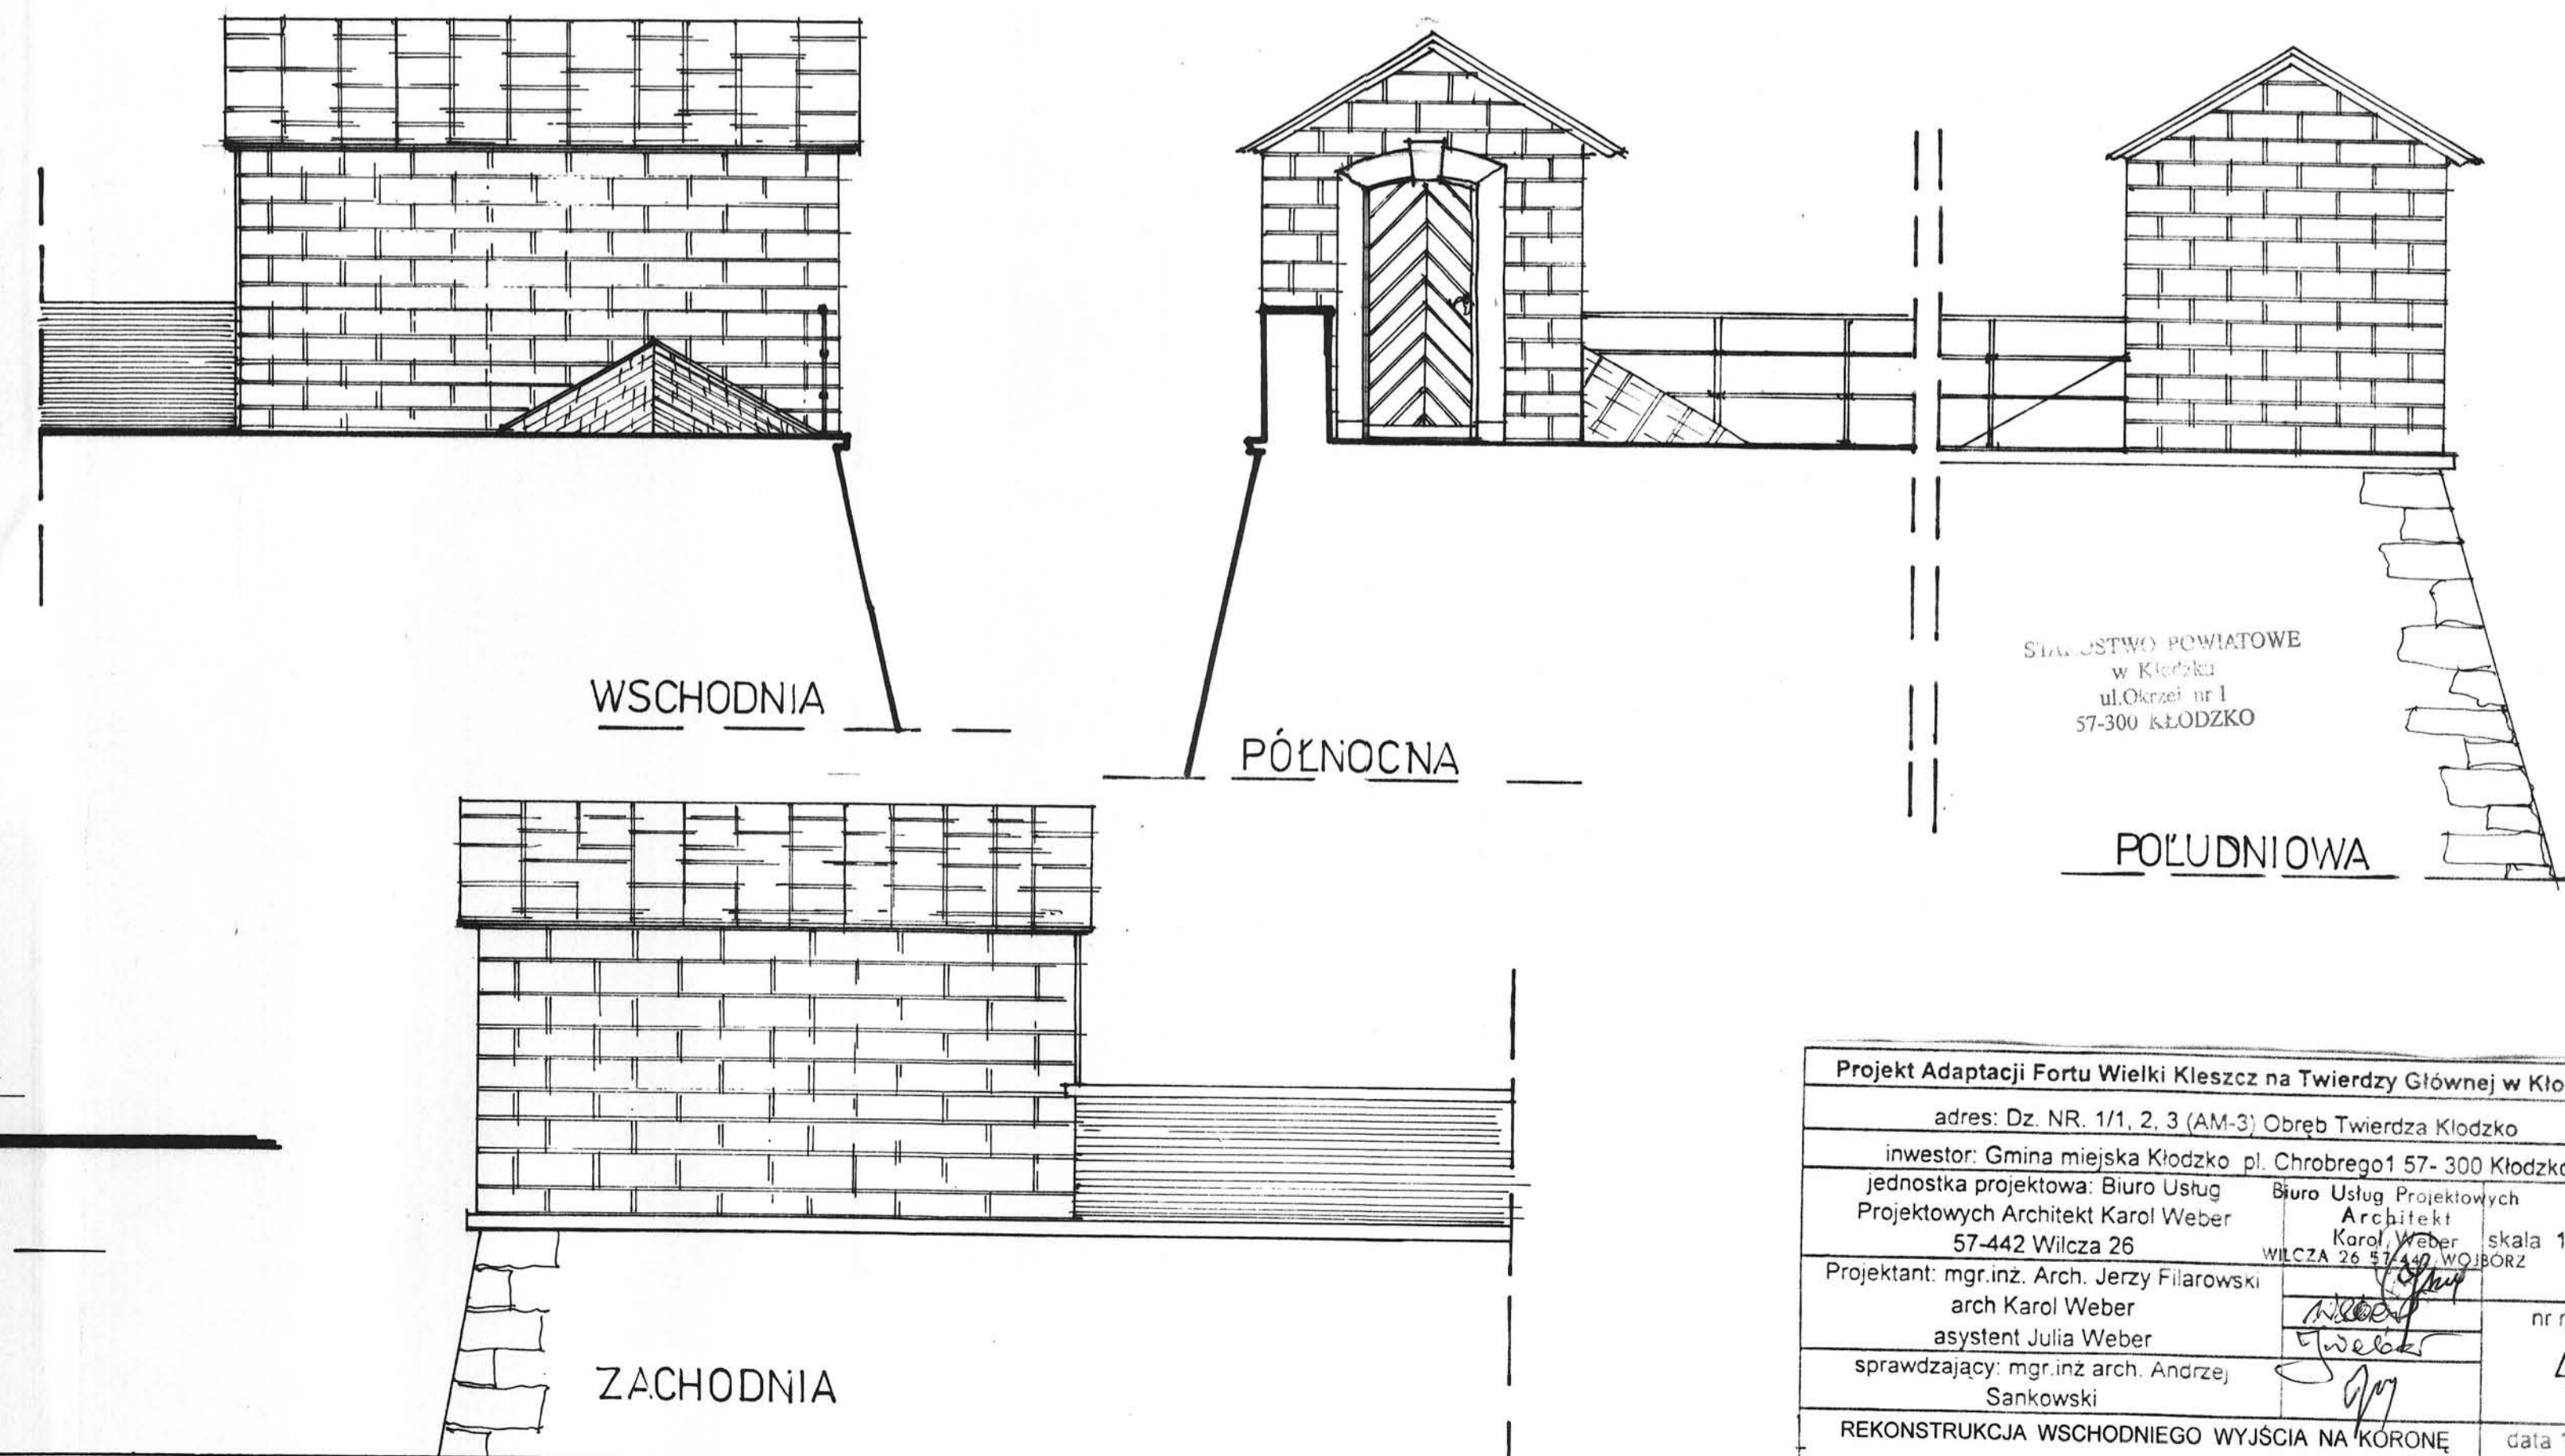 WSCHODNIA
PÓŁNOCNA
STWO POWIATOWE
w Kłodzku
ul.Okrzei nr 1
57-300 KŁODZKO
POŁUDNIOWA
ZACHODNIA
Projekt Adaptacji Fortu Wielki Kleszcz na Twierdzy Głównej w Kło
adres: Dz. NR. 1/1, 2, 3 (AM-3) Obręb Twierdza Kłodzko
inwestor: Gmina miejska Kłodzko pl. Chrobrego1 57- 300 Kłodzko
jednostka projektowa: Biuro Usług
Projektowych Architekt Karol Weber
57-442 Wilcza 26
Biuro Usług Projektowych
Architekt
Karol Weber
WILCZA 26 57-442 WOJBÓRZ
skala 1
Projektant: mgr.inż. Arch. Jerzy Filarowski
arch Karol Weber
asystent Julia Weber
nr r
sprawdzający: mgr.inż arch. Andrzej
Sankowski
REKONSTRUKCJA WSCHODNIEGO WYJŚCIA NA KORONĘ
data